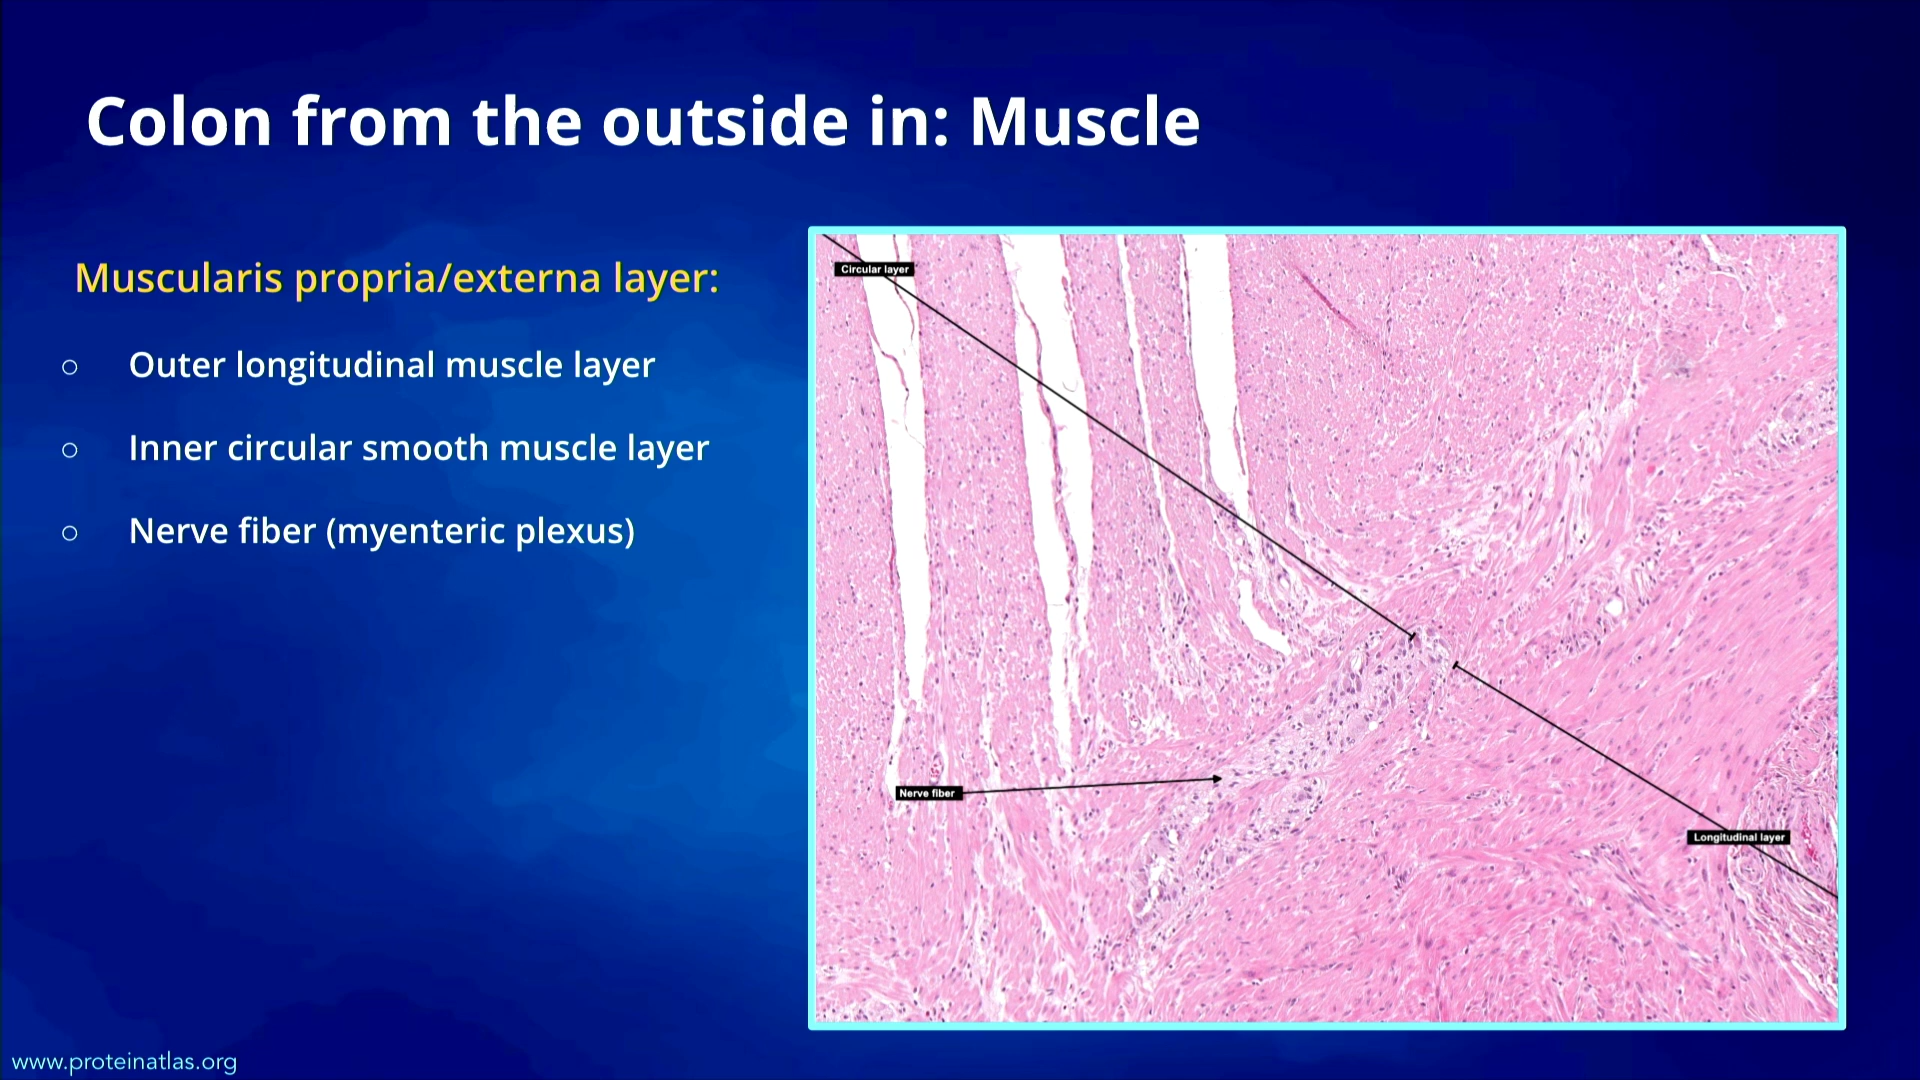 Colon from the outside in: Muscle
Muscularis propria/externa layer:
○ Outer longitudinal muscle layer
○ Inner circular smooth muscle layer
○ Nerve fiber (myenteric plexus)
Circular layer
Nerve fiber
Longitudinal layer
www.proteinatlas.org